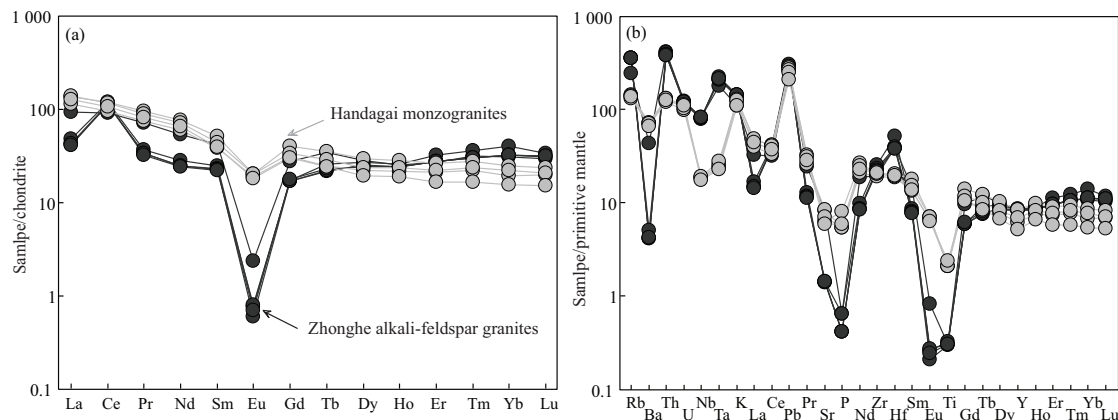 1 000
(a)
100
10
1
0.1
Samlpe/chondrite
Handagai monzogranites
Zhonghe alkali-feldspar granites
La Ce Pr Nd Sm Eu Gd Tb Dy Ho Er Tm Yb Lu
1 000
(b)
100
10
1
0.1
Samlpe/primitive mantle
Rb Th Nb K Ce Pr P Zr Sm Ti Tb Y Er Yb
Ba U Ta La Pb Sr Nd Hf Eu Gd Dy Ho Tm Lu